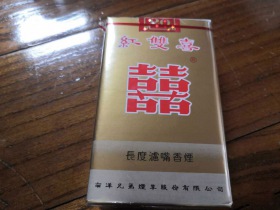 紅雙喜
囍
長度濾嘴香煙
南洋兄弟煙草股份有限公司